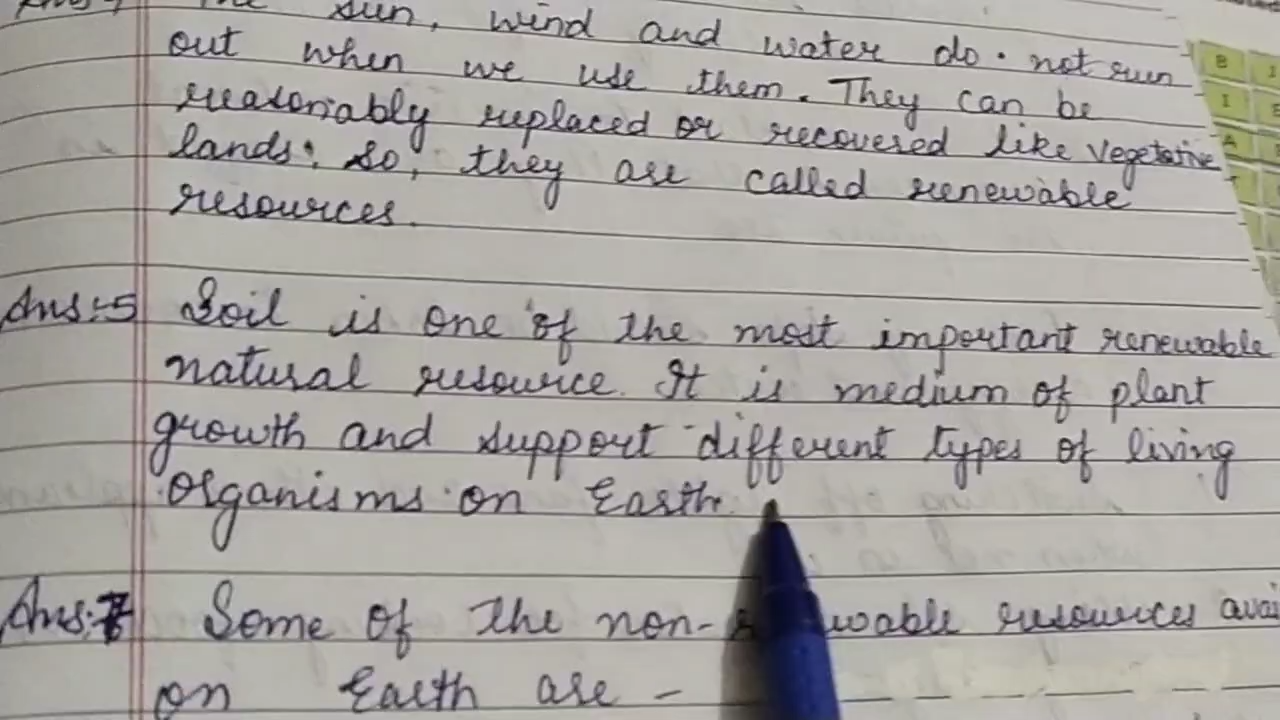 The sun, wind and water do not run
out when we use them. They can be
reasonably replaced or recovered like vegetative
lands. So, they are called renewable
resources.
Ans:5 Soil is one of the most important renewable
natural resource. It is medium of plant
growth and support different types of living
organisms on Earth.
Ans: Some of the non- resources avai
on Earth are -